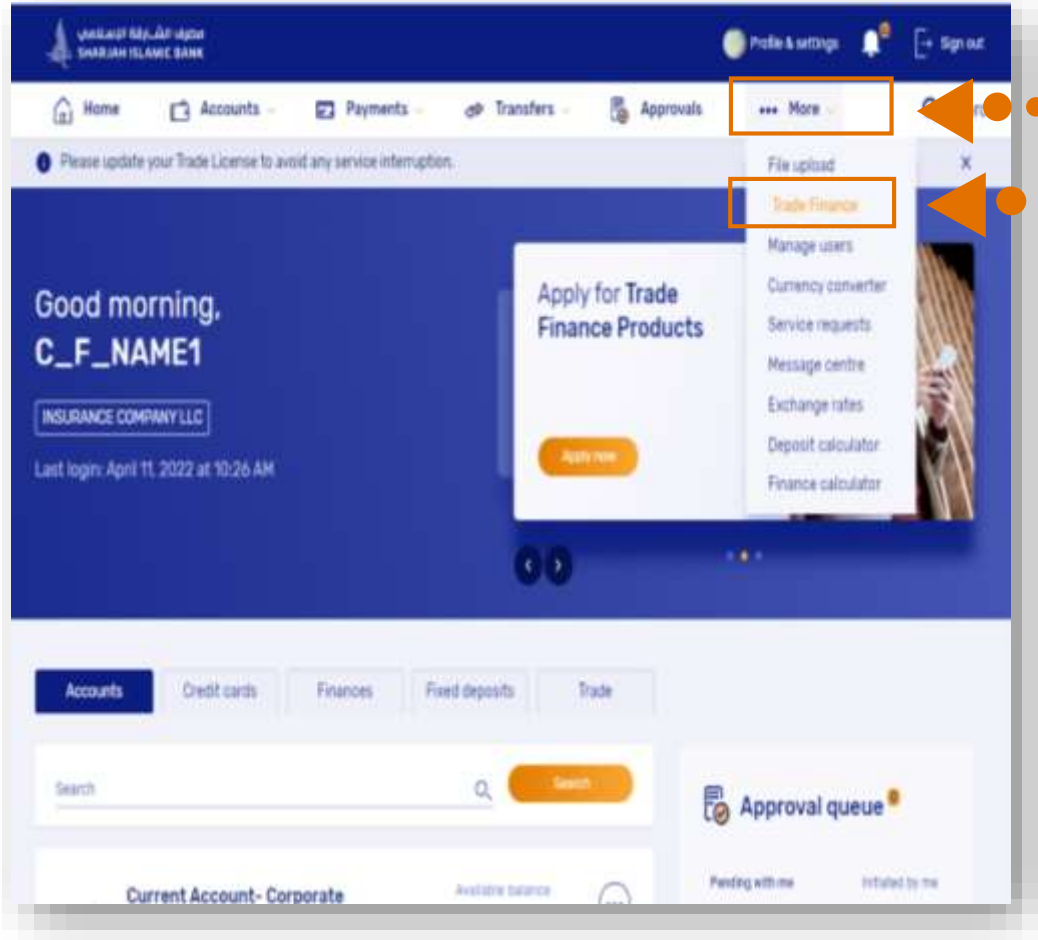 مصرف الشارقة الإسلامي
SHARJAH ISLAMIC BANK
Profile & settings
Sign out
Home
Accounts
Payments
Transfers
Approvals
More
Please update your Trade License to avoid any service interruption.
X
File upload
Trade Finance
Manage users
Currency converter
Service requests
Message centre
Exchange rates
Deposit calculator
Finance calculator
Good morning,
C_F_NAME1
INSURANCE COMPANY LLC
Last login: April 11, 2022 at 10:26 AM
Apply for Trade
Finance Products
Apply now
Accounts
Credit cards
Finances
Fixed deposits
Trade
Search
Search
Approval queue
Pending with me
Initiated by me
Current Account- Corporate
Available balance